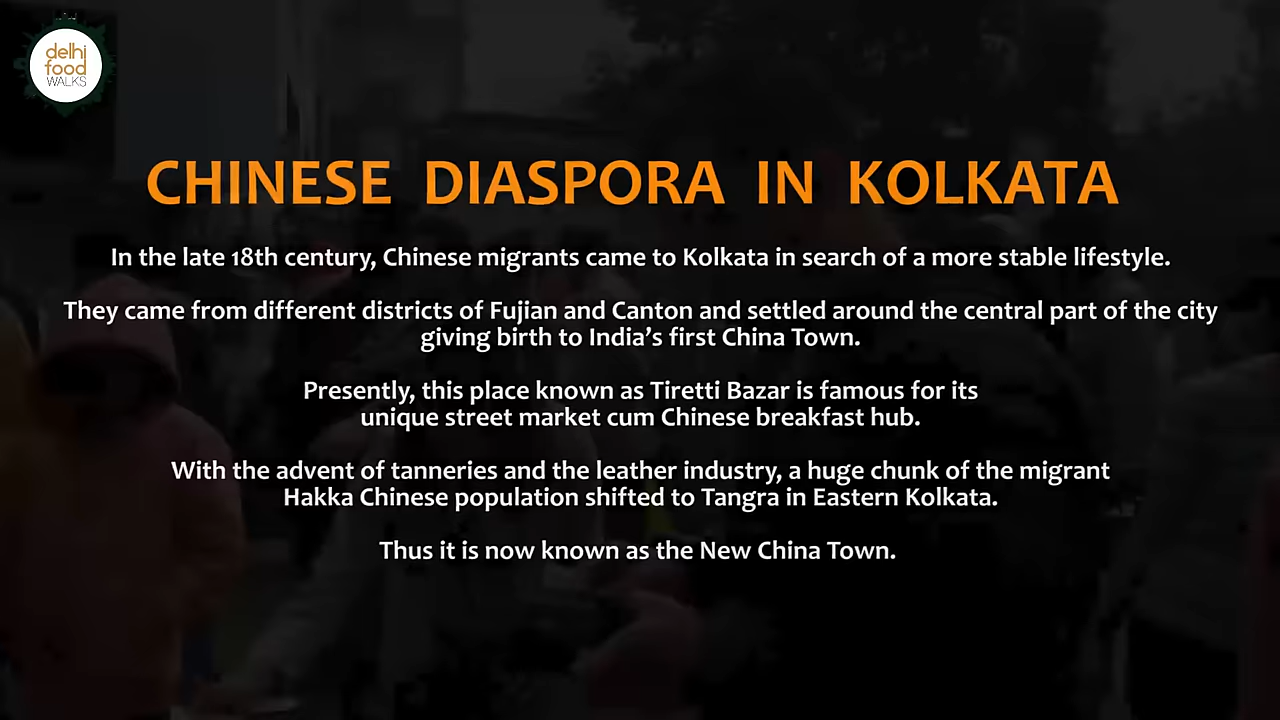 delhi
food
WALKS
CHINESE DIASPORA IN KOLKATA
In the late 18th century, Chinese migrants came to Kolkata in search of a more stable lifestyle.
They came from different districts of Fujian and Canton and settled around the central part of the city
giving birth to India's first China Town.
Presently, this place known as Tiretti Bazar is famous for its
unique street market cum Chinese breakfast hub.
With the advent of tanneries and the leather industry, a huge chunk of the migrant
Hakka Chinese population shifted to Tangra in Eastern Kolkata.
Thus it is now known as the New China Town.